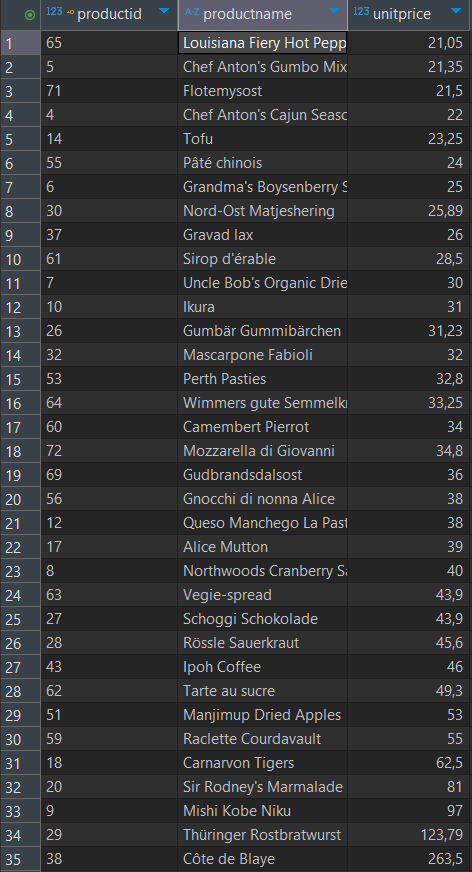 123 productid A-Z productname 123 unitprice
1 65 Louisiana Fiery Hot Pepp 21,05
2 5 Chef Anton's Gumbo Mix 21,35
3 71 Flotemysost 21,5
4 4 Chef Anton's Cajun Seasc 22
5 14 Tofu 23,25
6 55 Pâté chinois 24
7 6 Grandma's Boysenberry S 25
8 30 Nord-Ost Matjeshering 25,89
9 37 Gravad lax 26
10 61 Sirop d'érable 28,5
11 7 Uncle Bob's Organic Drie 30
12 10 Ikura 31
13 26 Gumbär Gummibärchen 31,23
14 32 Mascarpone Fabioli 32
15 53 Perth Pasties 32,8
16 64 Wimmers gute Semmelkn 33,25
17 60 Camembert Pierrot 34
18 72 Mozzarella di Giovanni 34,8
19 69 Gudbrandsdalsost 36
20 56 Gnocchi di nonna Alice 38
21 12 Queso Manchego La Past 38
22 17 Alice Mutton 39
23 8 Northwoods Cranberry Sa 40
24 63 Vegie-spread 43,9
25 27 Schoggi Schokolade 43,9
26 28 Rössle Sauerkraut 45,6
27 43 Ipoh Coffee 46
28 62 Tarte au sucre 49,3
29 51 Manjimup Dried Apples 53
30 59 Raclette Courdavault 55
31 18 Carnarvon Tigers 62,5
32 20 Sir Rodney's Marmalade 81
33 9 Mishi Kobe Niku 97
34 29 Thüringer Rostbratwurst 123,79
35 38 Côte de Blaye 263,5